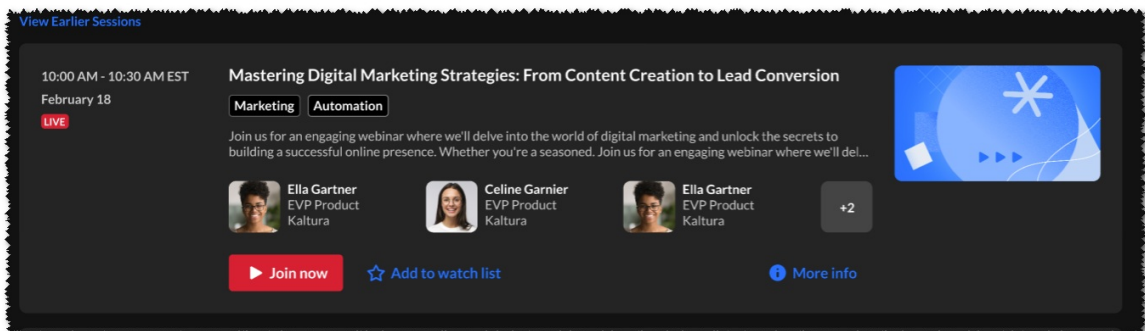 View Earlier Sessions
10:00 AM - 10:30 AM EST
February 18
LIVE
Mastering Digital Marketing Strategies: From Content Creation to Lead Conversion
Marketing
Automation
Join us for an engaging webinar where we'll delve into the world of digital marketing and unlock the secrets to
building a successful online presence. Whether you're a seasoned. Join us for an engaging webinar where we'll del...
Ella Gartner
EVP Product
Kaltura
Celine Garnier
EVP Product
Kaltura
Ella Gartner
EVP Product
Kaltura
+2
Join now
Add to watch list
More info